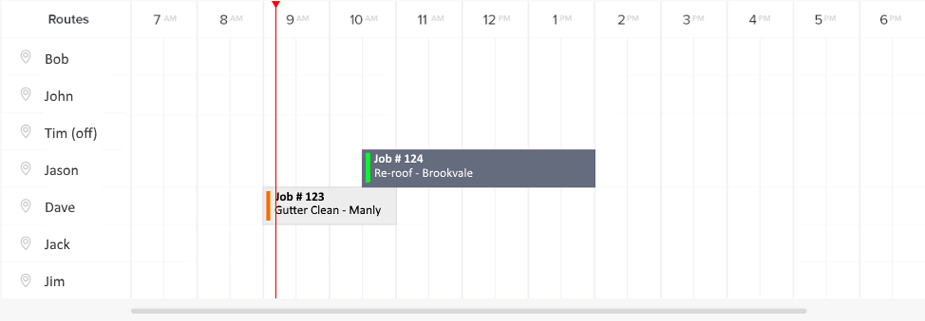 Routes 7 AM 8 AM 9 AM 10 AM 11 AM 12 PM 1 PM 2 PM 3 PM 4 PM 5 PM 6 PM
Bob
John
Tim (off)
Job # 124
Jason
Re-roof - Brookvale
Job # 123
Dave
Gutter Clean - Manly
Jack
Jim